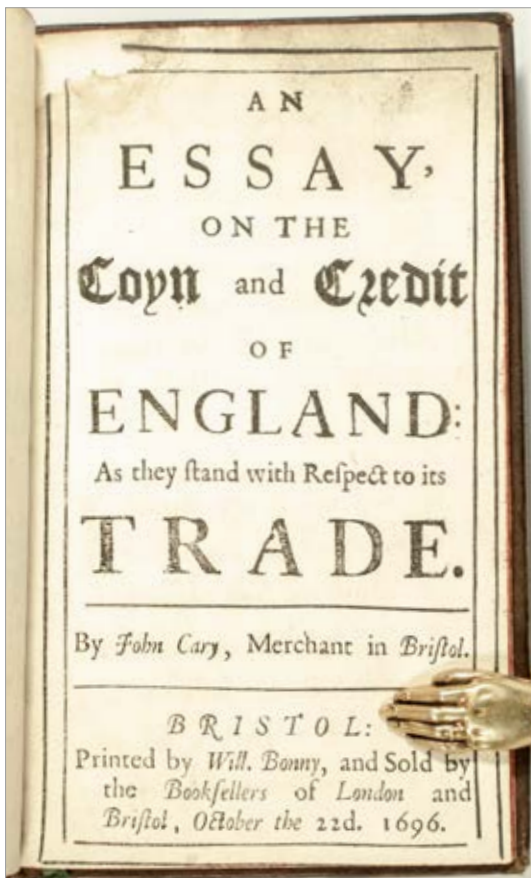 AN
ESSAY,
ON THE
Coyn and Credit
OF
ENGLAND:
As they ſtand with Reſpect to its
TRADE.
By John Cary, Merchant in Briſtol.
BRISTOL:
Printed by Will. Bonny, and Sold by
the Bookſellers of London and
Briſtol, October the 22d. 1696.